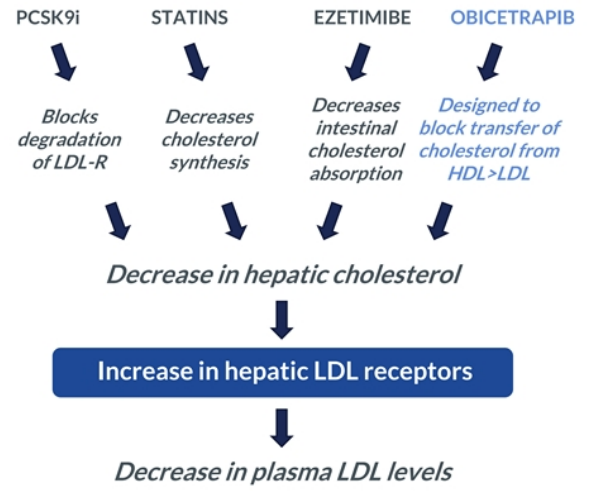 PCSK9i STATINS EZETIMIBE OBICETRAPIB
Blocks
degradation
of LDL-R
Decreases
cholesterol
synthesis
Decreases
intestinal
cholesterol
absorption
Designed to
block transfer of
cholesterol from
HDL>LDL
Decrease in hepatic cholesterol
Increase in hepatic LDL receptors
Decrease in plasma LDL levels